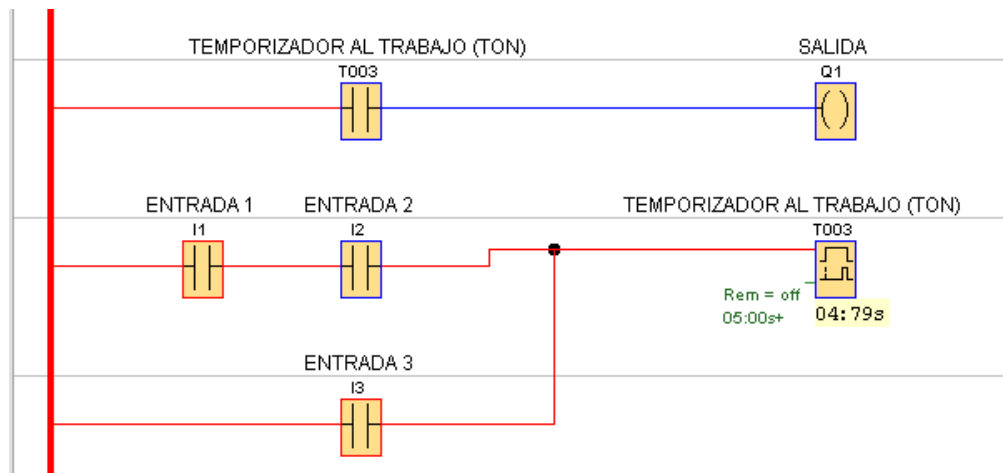 TEMPORIZADOR AL TRABAJO (TON) SALIDA
T003 Q1
ENTRADA 1 ENTRADA 2 TEMPORIZADOR AL TRABAJO (TON)
I1 I2 T003
Rem = off
05:00s+ 04:79s
ENTRADA 3
I3